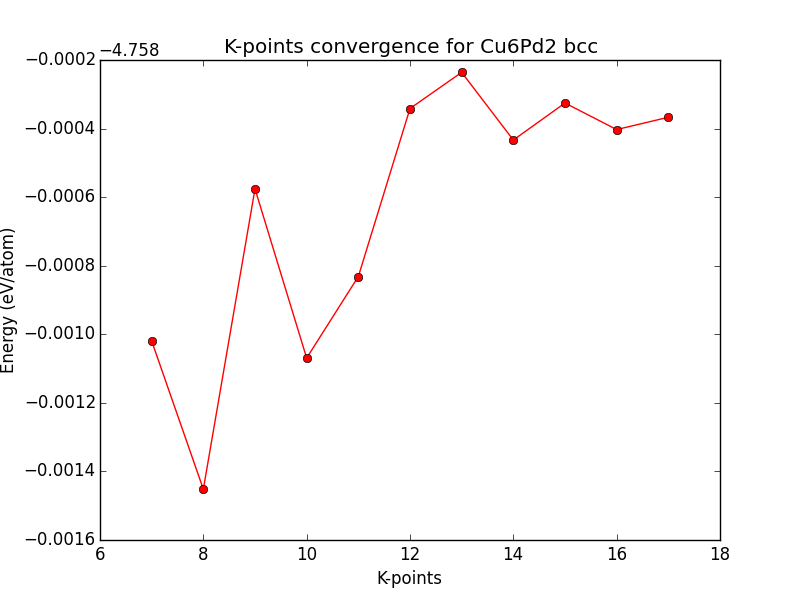 −4.758
K-points convergence for Cu6Pd2 bcc
−0.0002
−0.0004
−0.0006
−0.0008
−0.0010
−0.0012
−0.0014
−0.0016
Energy (eV/atom)
6 8 10 12 14 16 18
K-points